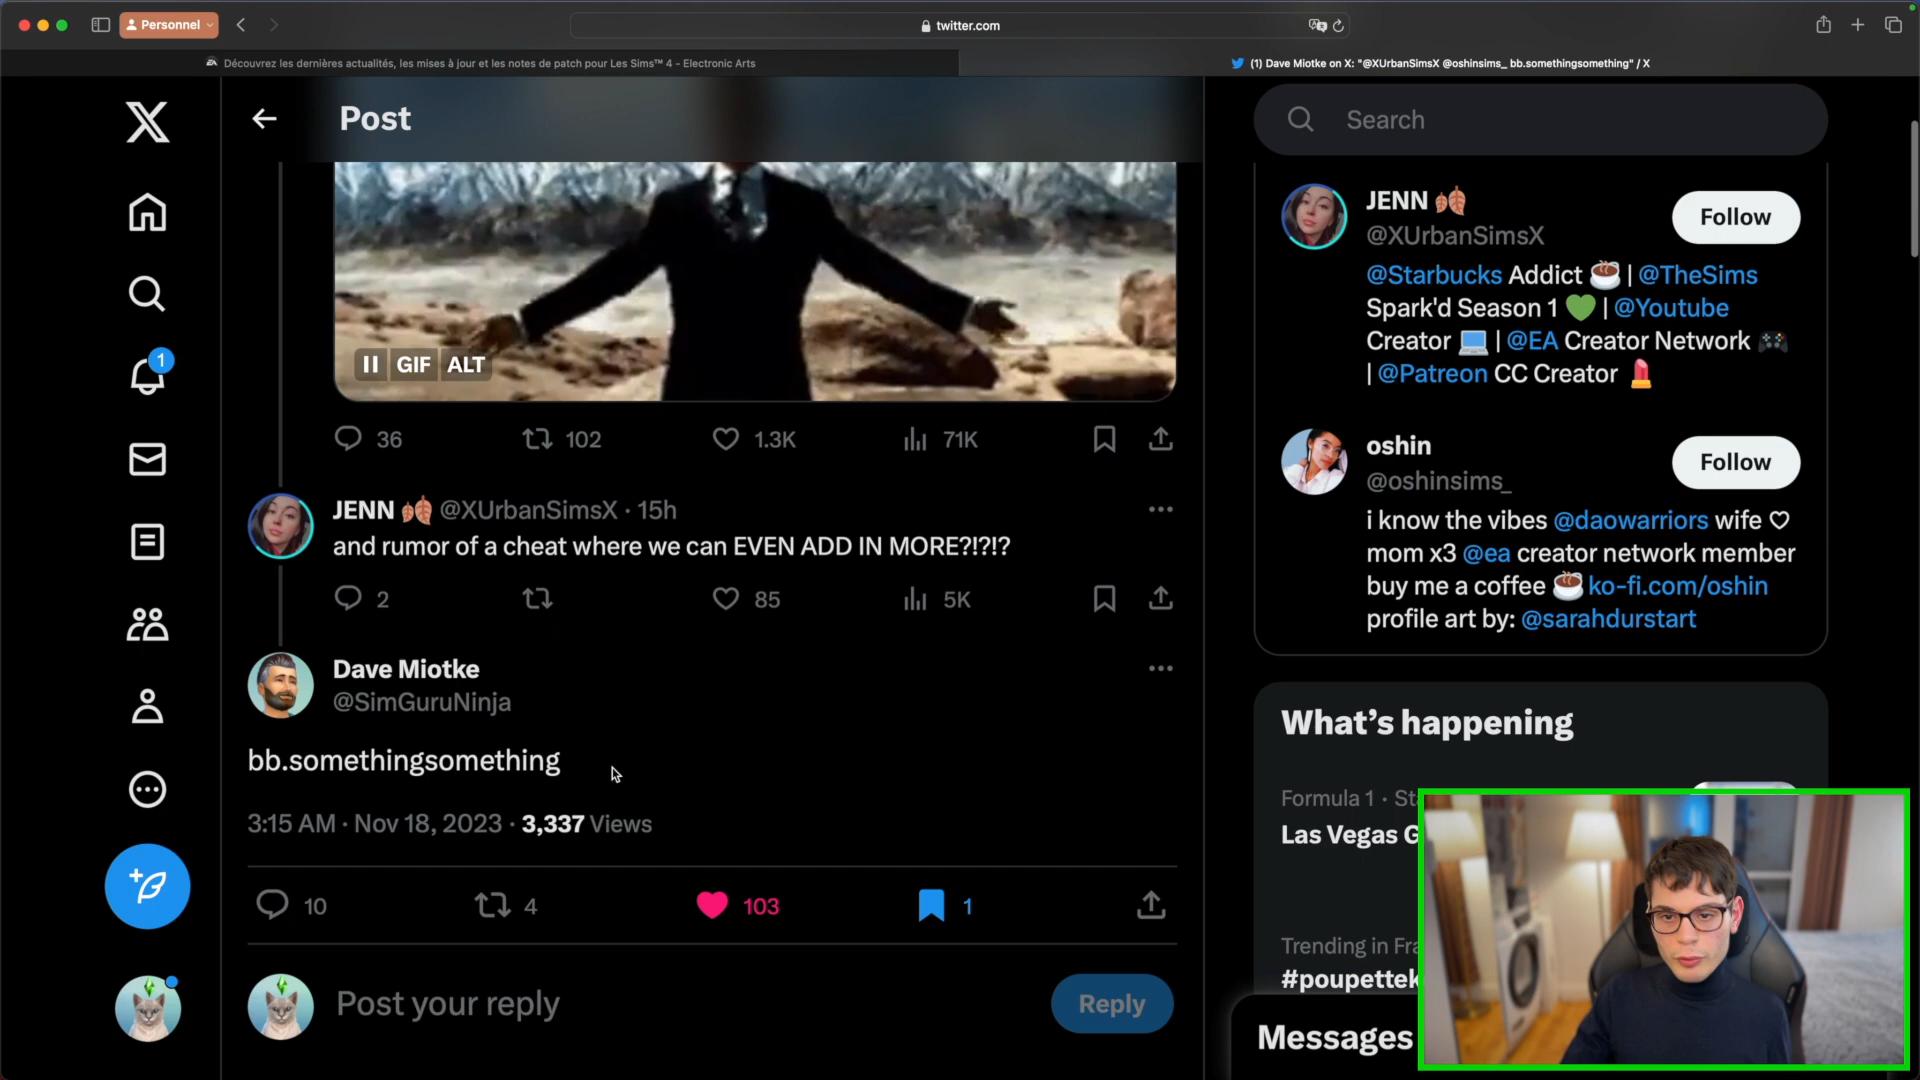 Personnel
twitter.com
Découvrez les dernières actualités, les mises à jour et les notes de patch pour Les Sims™ 4 - Electronic Arts
(1) Dave Miotke on X: "@XUrbanSimsX @oshinsims_ bb.somethingsomething" / X
Post
Search
GIF ALT
36 102 1.3K 71K
JENN @XUrbanSimsX · 15h
and rumor of a cheat where we can EVEN ADD IN MORE?!?!?
2 85 5K
Dave Miotke
@SimGuruNinja
bb.somethingsomething
3:15 AM · Nov 18, 2023 · 3,337 Views
10 4 103 1
Post your reply
Reply
1
JENN
@XUrbanSimsX
Follow
@Starbucks Addict | @TheSims
Spark'd Season 1 | @Youtube
Creator | @EA Creator Network
| @Patreon CC Creator
oshin
@oshinsims_
Follow
i know the vibes @daowarriors wife ♡
mom x3 @ea creator network member
buy me a coffee ko-fi.com/oshin
profile art by: @sarahdurstart
What's happening
Formula 1 · 
Las Vegas
Trending in
#poupettek
Messages